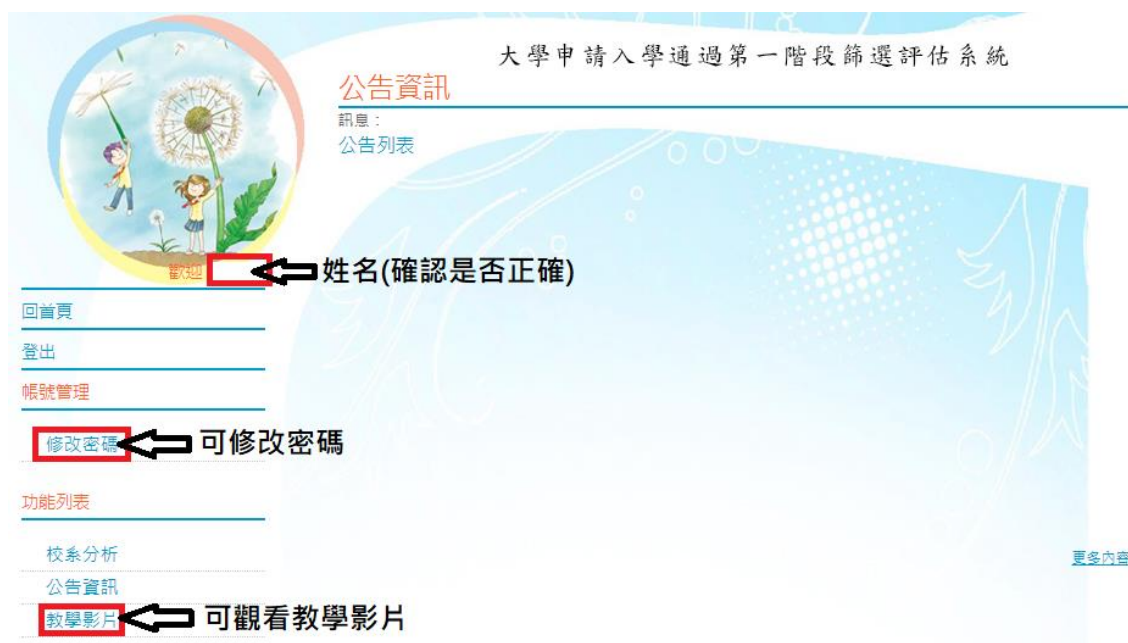 大學申請入學通過第一階段篩選評估系統
公告資訊
訊息：
公告列表
歡迎
姓名(確認是否正確)
回首頁
登出
帳號管理
修改密碼
可修改密碼
功能列表
校系分析
更多內容
公告資訊
教學影片
可觀看教學影片